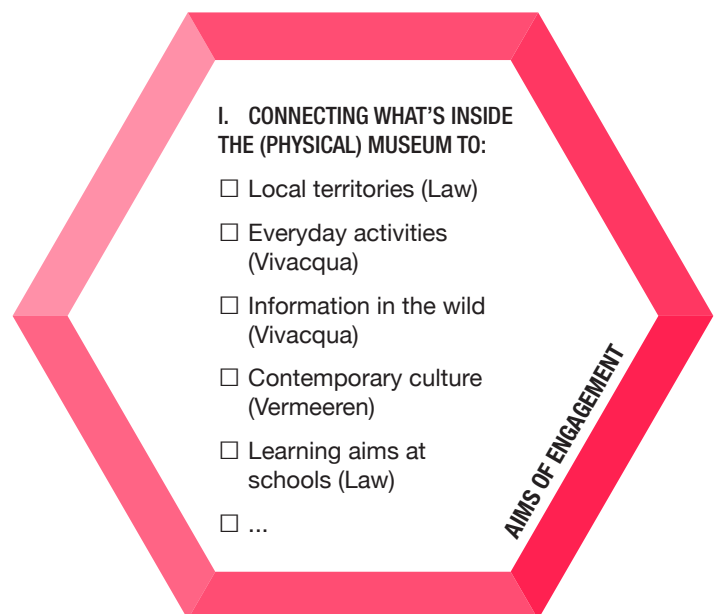 I. CONNECTING WHAT'S INSIDE
THE (PHYSICAL) MUSEUM TO:
☐ Local territories (Law)
☐ Everyday activities
(Vivacqua)
☐ Information in the wild
(Vivacqua)
☐ Contemporary culture
(Vermeeren)
☐ Learning aims at
schools (Law)
☐ ...
AIMS OF ENGAGEMENT